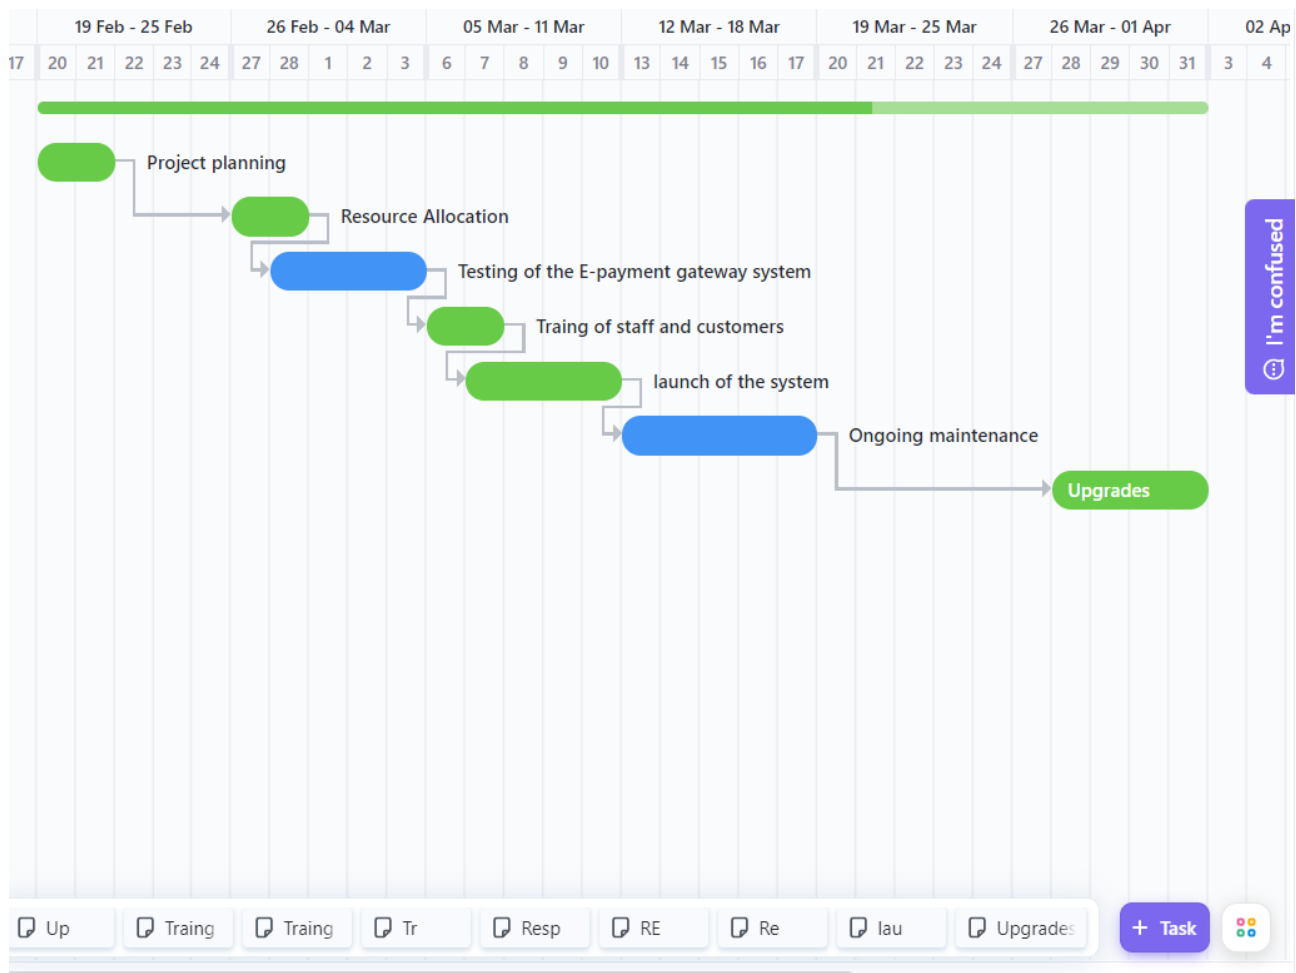 19 Feb - 25 Feb 26 Feb - 04 Mar 05 Mar - 11 Mar 12 Mar - 18 Mar 19 Mar - 25 Mar 26 Mar - 01 Apr 02 Ap
17 20 21 22 23 24 27 28 1 2 3 6 7 8 9 10 13 14 15 16 17 20 21 22 23 24 27 28 29 30 31 3 4
Project planning
Resource Allocation
Testing of the E-payment gateway system
Traing of staff and customers
launch of the system
Ongoing maintenance
Upgrades
I'm confused
Up Traing Traing Tr Resp RE Re lau Upgrades + Task